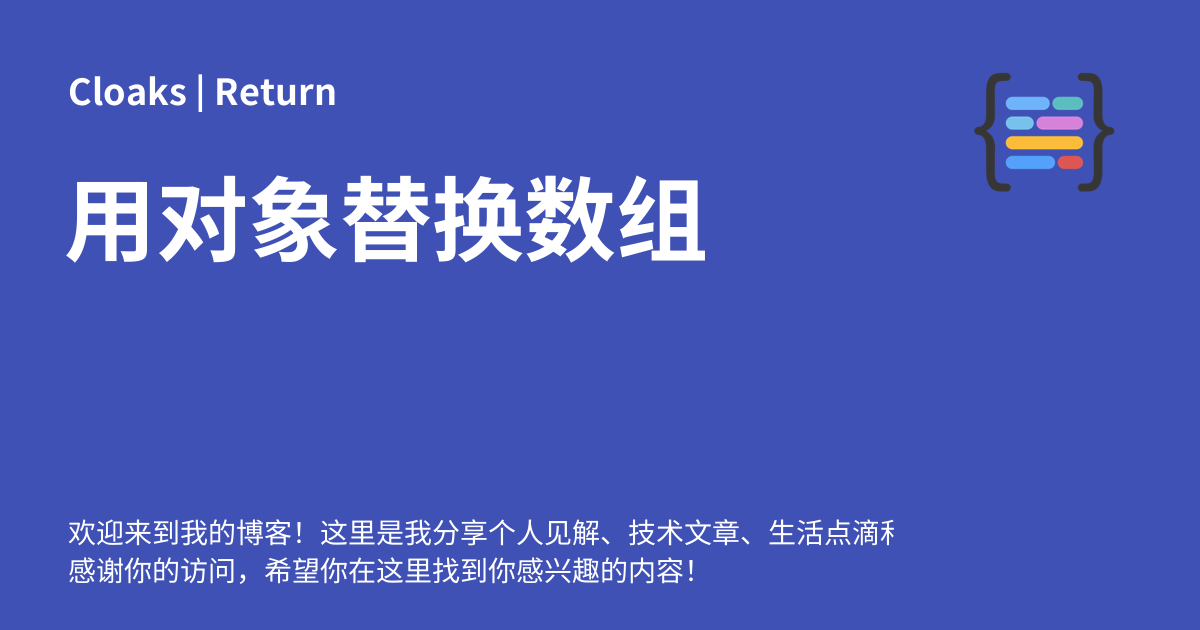 Cloaks | Return
用对象替换数组
欢迎来到我的博客！这里是我分享个人见解、技术文章、生活点滴
感谢你的访问，希望你在这里找到你感兴趣的内容！